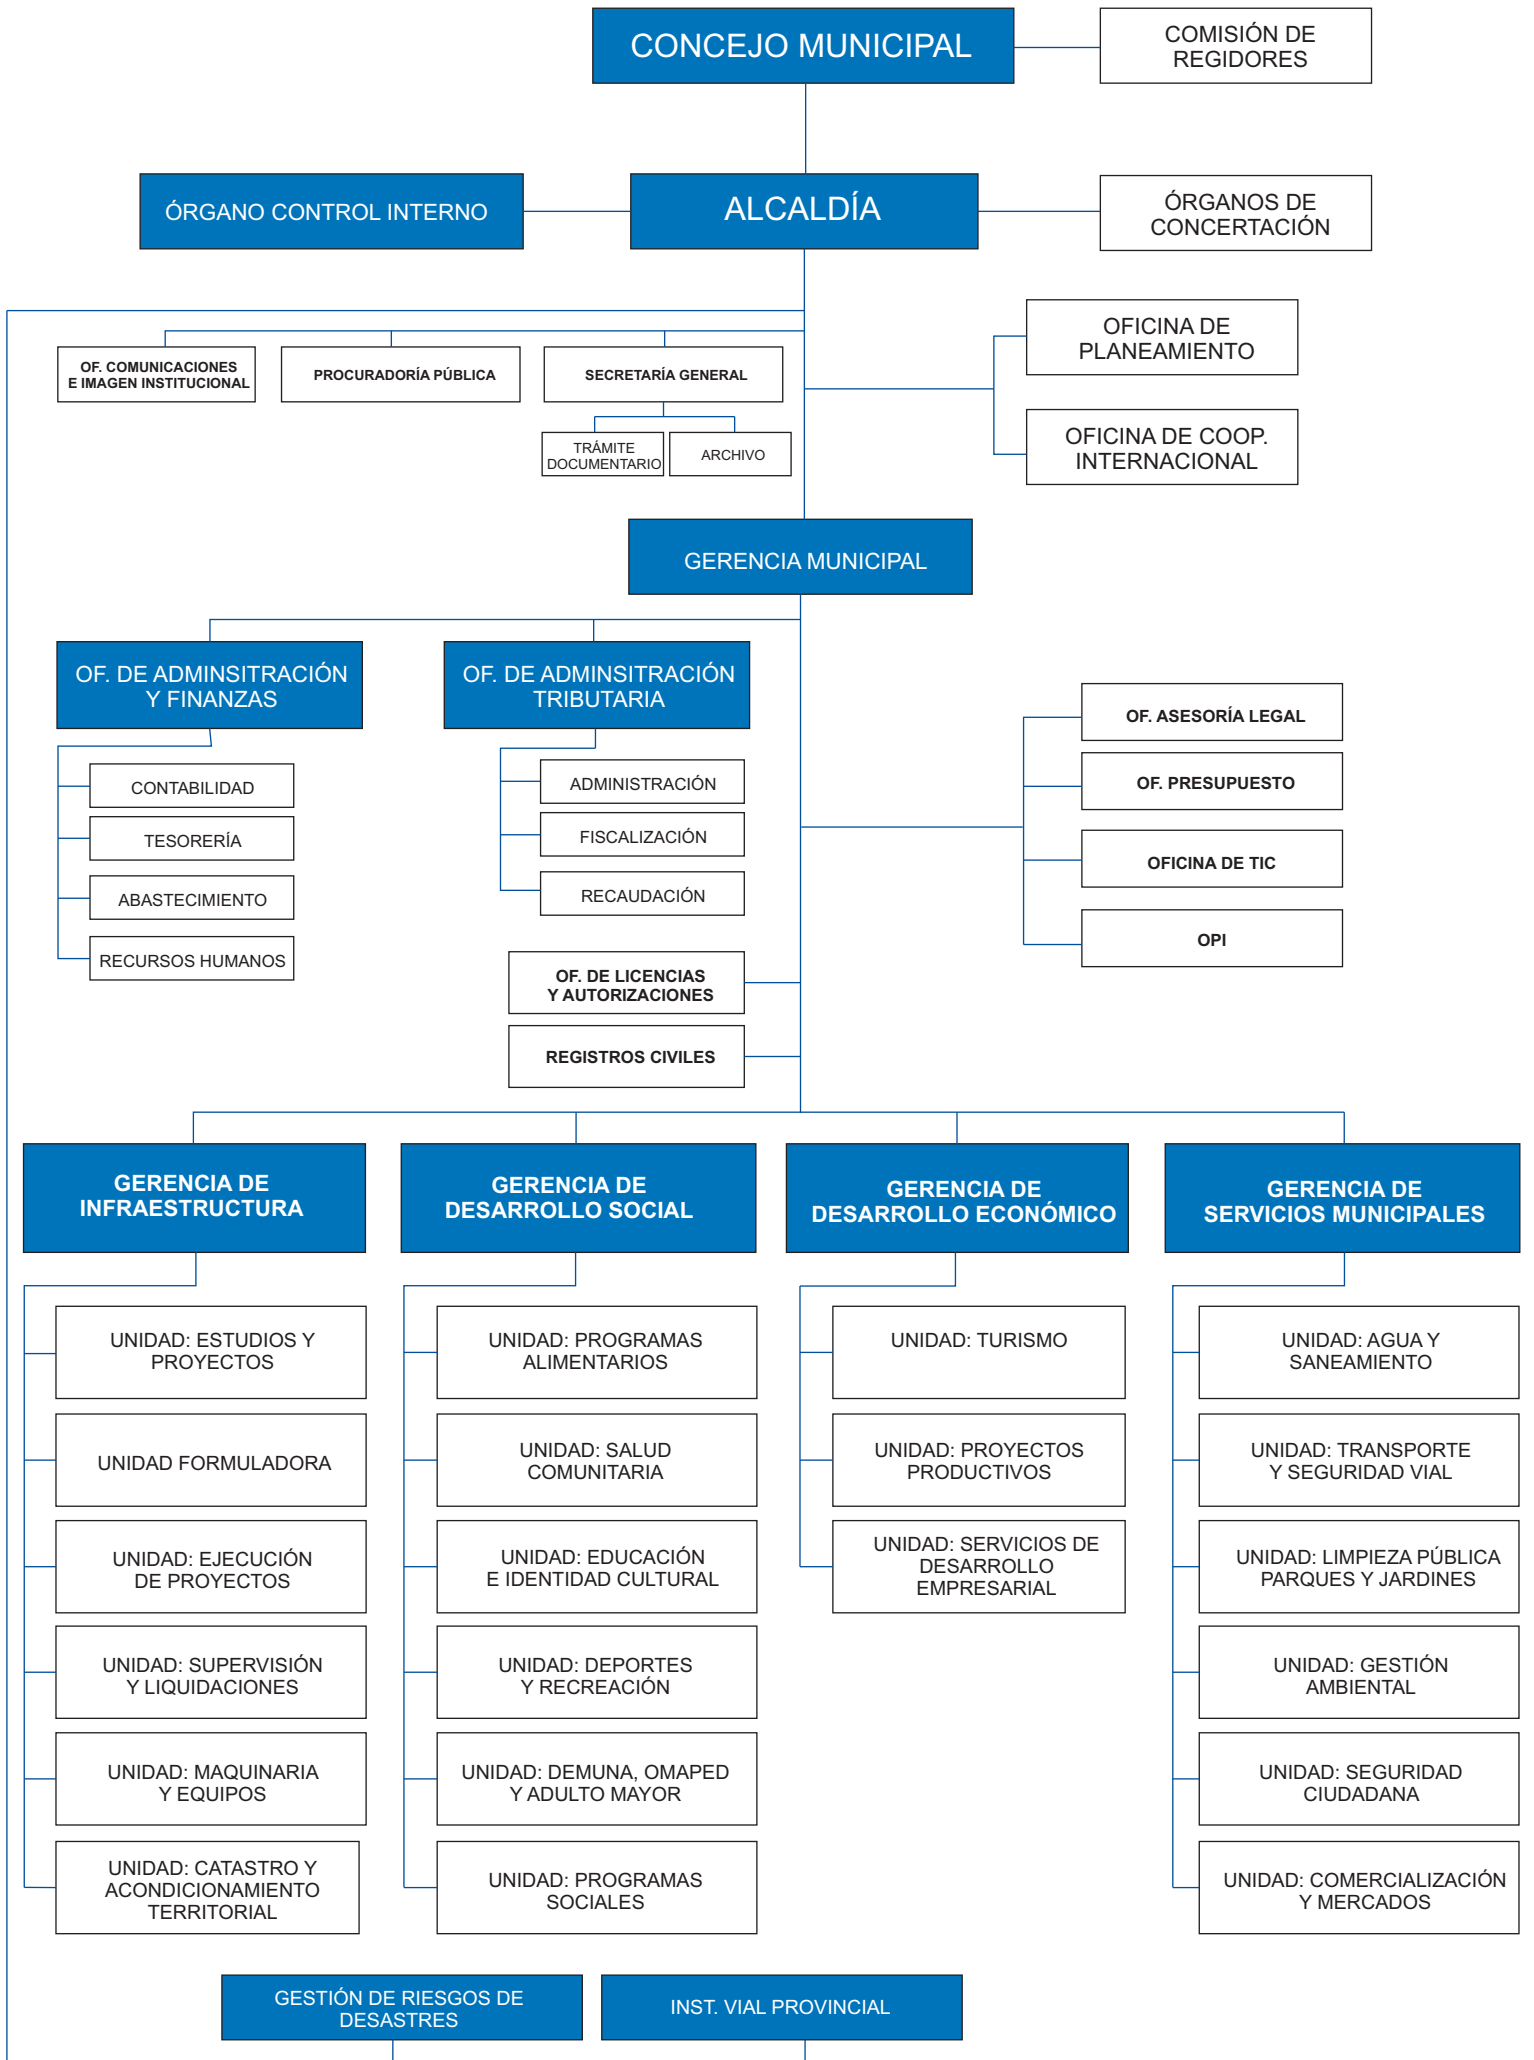 CONCEJO MUNICIPAL
COMISIÓN DE
REGIDORES
ÓRGANO CONTROL INTERNO
ALCALDÍA
ÓRGANOS DE
CONCERTACIÓN
OFICINA DE
PLANEAMIENTO
OF. COMUNICACIONES
E IMAGEN INSTITUCIONAL
PROCURADORÍA PÚBLICA
SECRETARÍA GENERAL
TRÁMITE
DOCUMENTARIO
ARCHIVO
OFICINA DE COOP.
INTERNACIONAL
GERENCIA MUNICIPAL
OF. DE ADMINSITRACIÓN
Y FINANZAS
OF. DE ADMINSITRACIÓN
TRIBUTARIA
CONTABILIDAD
TESORERÍA
ABASTECIMIENTO
RECURSOS HUMANOS
ADMINISTRACIÓN
FISCALIZACIÓN
RECAUDACIÓN
OF. ASESORÍA LEGAL
OF. PRESUPUESTO
OFICINA DE TIC
OPI
OF. DE LICENCIAS
Y AUTORIZACIONES
REGISTROS CIVILES
GERENCIA DE
INFRAESTRUCTURA
GERENCIA DE
DESARROLLO SOCIAL
GERENCIA DE
DESARROLLO ECONÓMICO
GERENCIA DE
SERVICIOS MUNICIPALES
UNIDAD: ESTUDIOS Y
PROYECTOS
UNIDAD FORMULADORA
UNIDAD: EJECUCIÓN
DE PROYECTOS
UNIDAD: SUPERVISIÓN
Y LIQUIDACIONES
UNIDAD: MAQUINARIA
Y EQUIPOS
UNIDAD: CATASTRO Y
ACONDICIONAMIENTO
TERRITORIAL
UNIDAD: PROGRAMAS
ALIMENTARIOS
UNIDAD: SALUD
COMUNITARIA
UNIDAD: EDUCACIÓN
E IDENTIDAD CULTURAL
UNIDAD: DEPORTES
Y RECREACIÓN
UNIDAD: DEMUNA, OMAPED
Y ADULTO MAYOR
UNIDAD: PROGRAMAS
SOCIALES
UNIDAD: TURISMO
UNIDAD: PROYECTOS
PRODUCTIVOS
UNIDAD: SERVICIOS DE
DESARROLLO
EMPRESARIAL
UNIDAD: AGUA Y
SANEAMIENTO
UNIDAD: TRANSPORTE
Y SEGURIDAD VIAL
UNIDAD: LIMPIEZA PÚBLICA
PARQUES Y JARDINES
UNIDAD: GESTIÓN
AMBIENTAL
UNIDAD: SEGURIDAD
CIUDADANA
UNIDAD: COMERCIALIZACIÓN
Y MERCADOS
GESTIÓN DE RIESGOS DE
DESASTRES
INST. VIAL PROVINCIAL